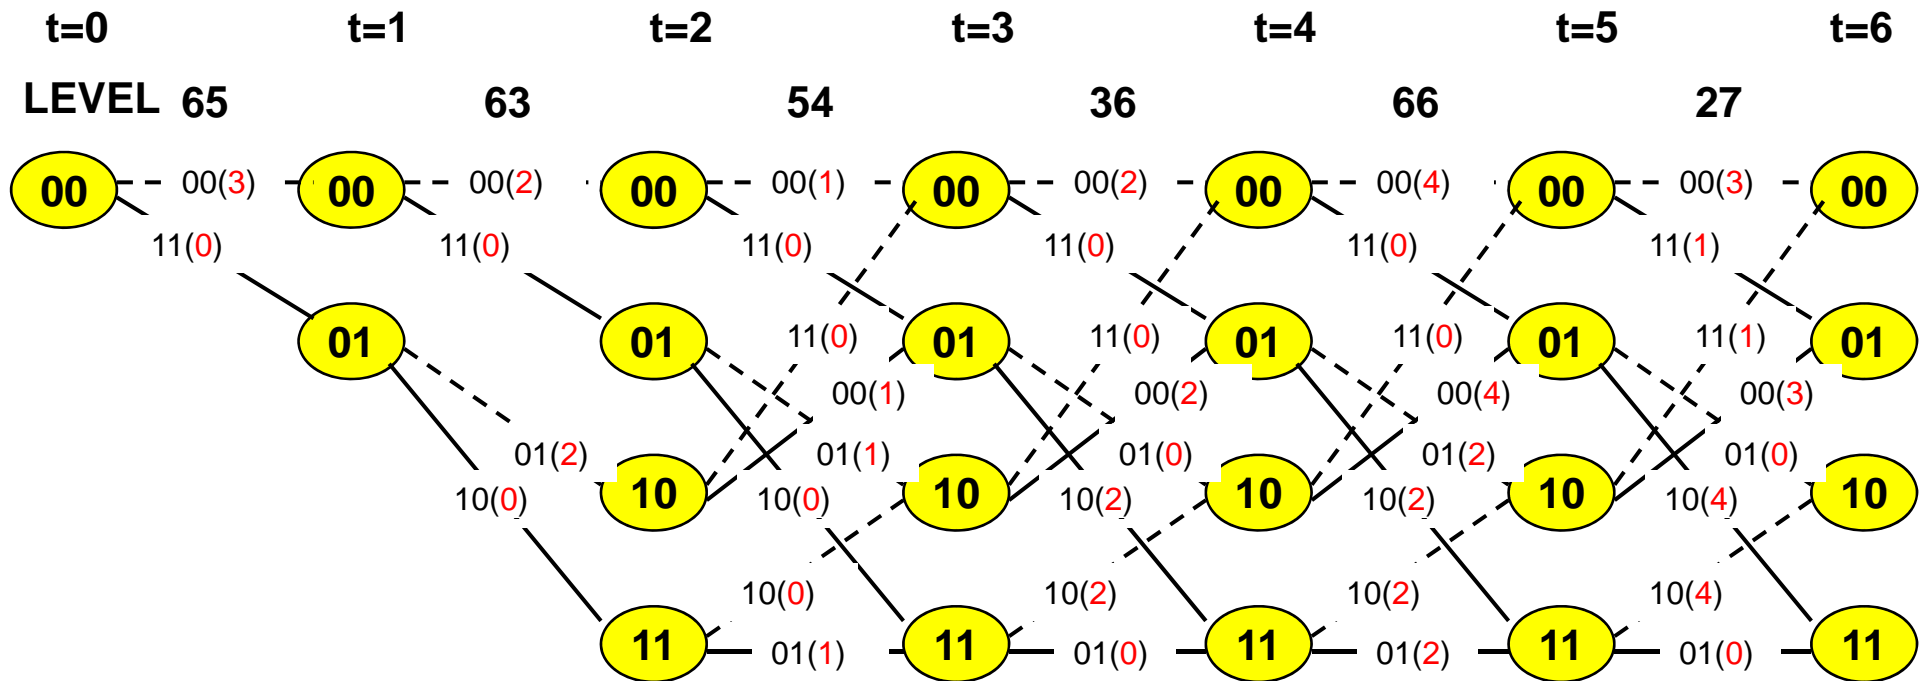 t=0 t=1 t=2 t=3 t=4 t=5 t=6
LEVEL 65 63 54 36 66 27
00 00(3) 00 00(2) 00 00(1) 00 00(2) 00 00(4) 00 00(3) 00
11(0) 11(0) 11(0) 11(0) 11(0) 11(1)
01 01 11(0) 01 11(0) 01 11(0) 01 11(1) 01
00(1) 00(2) 00(4) 00(3)
01(2) 01(1) 01(0) 01(2) 01(0)
10(0) 10 10(0) 10 10(2) 10 10(2) 10 10(4) 10
10(0) 10(2) 10(2) 10(4)
11 01(1) 11 01(0) 11 01(2) 11 01(0) 11